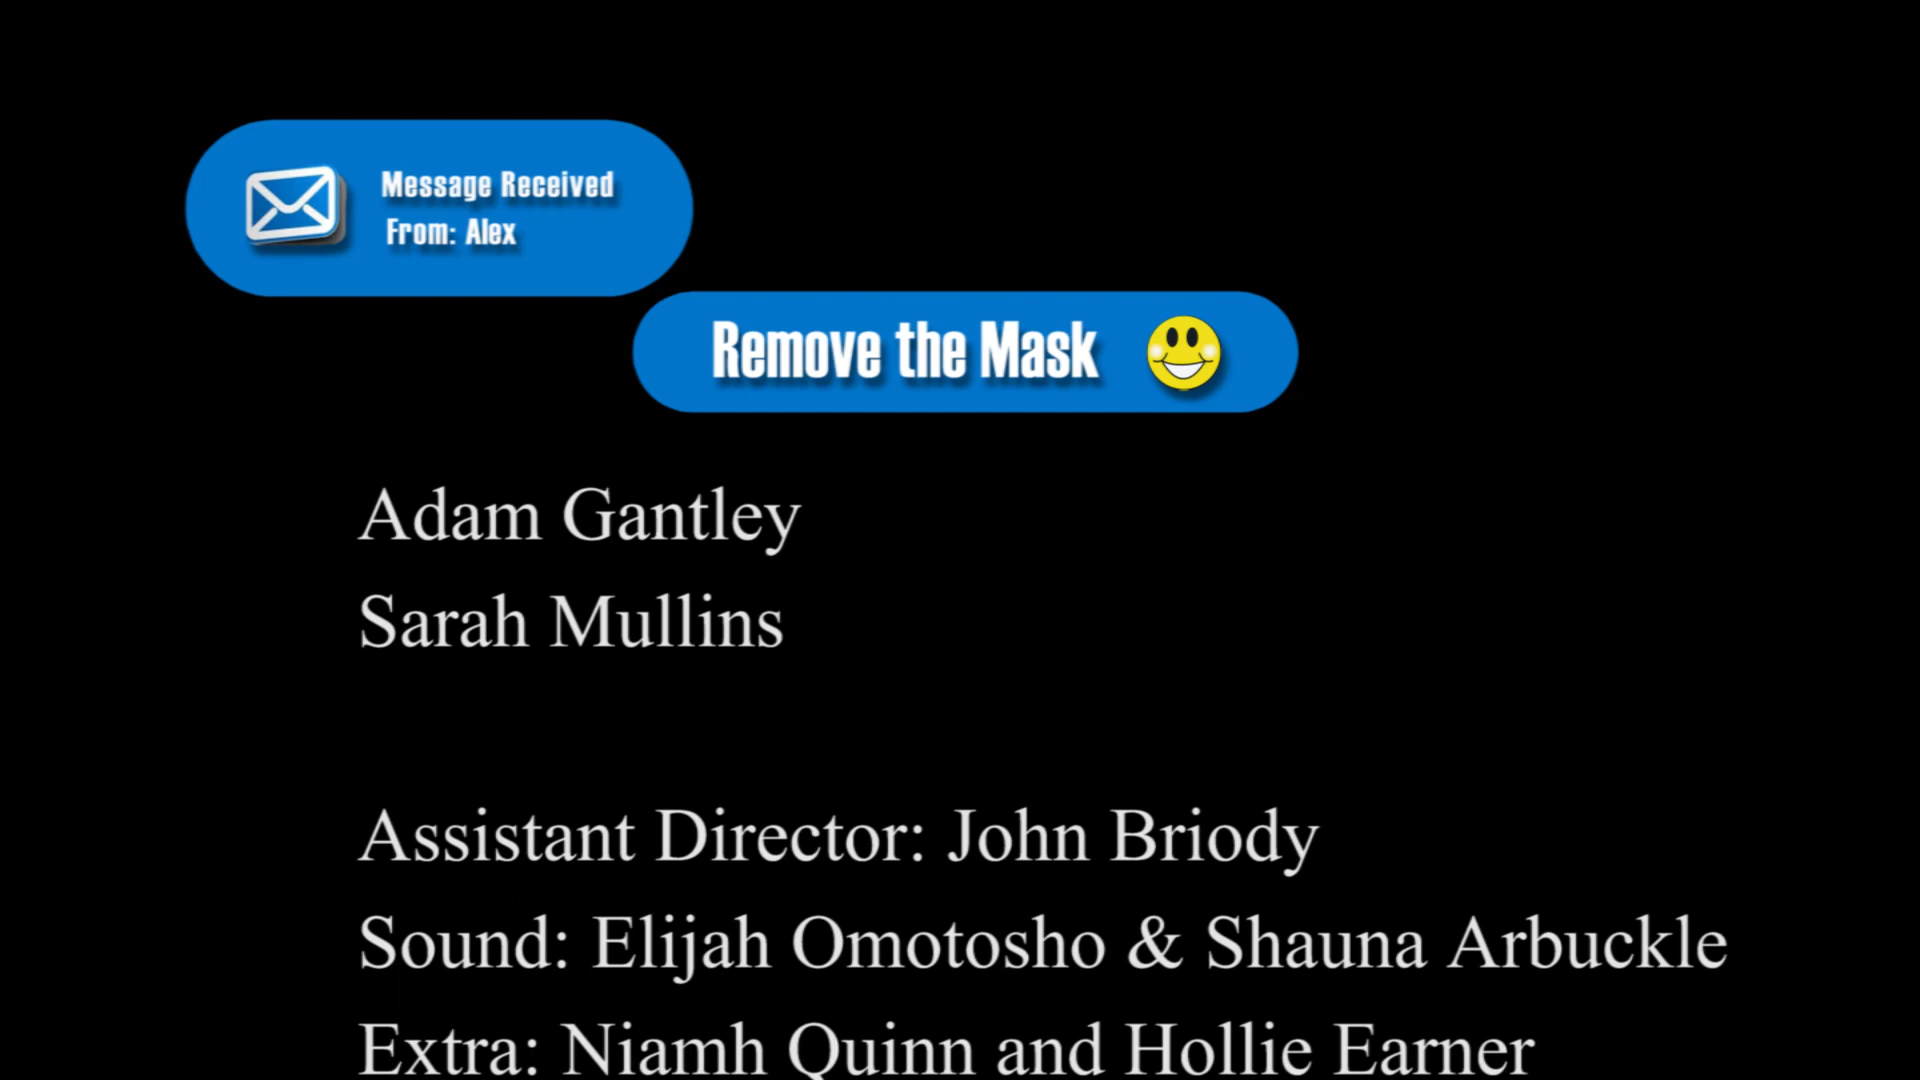 Message Received
From: Alex
Remove the Mask
Adam Gantley
Sarah Mullins
Assistant Director: John Briody
Sound: Elijah Omotosho & Shauna Arbuckle
Extra: Niamh Quinn and Hollie Earner